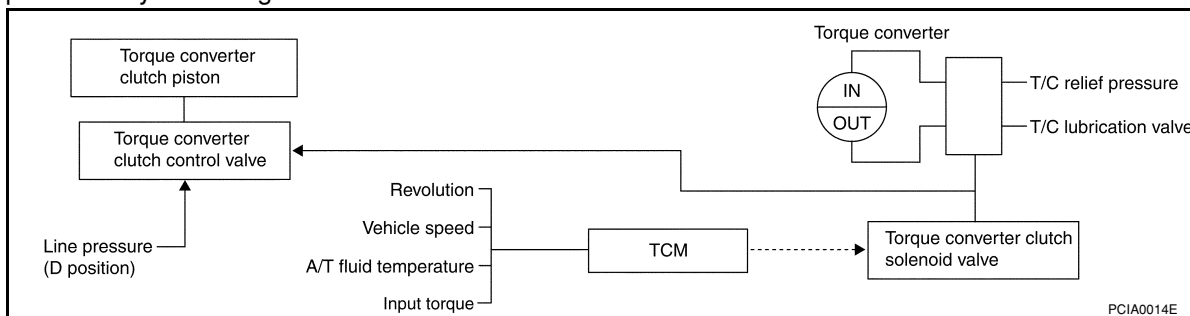 Torque converter
clutch piston
Torque converter
clutch control valve
Line pressure
(D position)
Revolution
Vehicle speed
A/T fluid temperature
Input torque
TCM
Torque converter
IN
OUT
T/C relief pressure
T/C lubrication valve
Torque converter clutch
solenoid valve
PCIA0014E